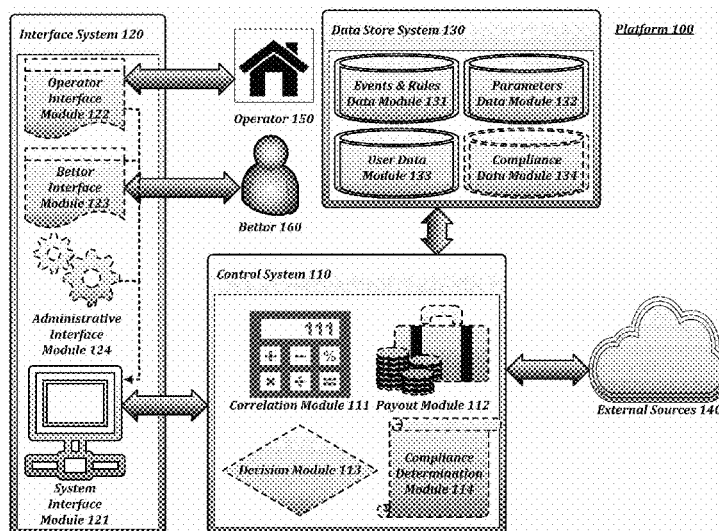 Platform 100
Interface System 120
Operator
Interface
Module 122
Bettor
Interface
Module 123
Administrative
Interface
Module 124
System
Interface
Module 121
Operator 150
Bettor 160
Data Store System 130
Events & Rules
Data Module 131
Parameters
Data Module 132
User Data
Module 133
Compliance
Data Module 134
Control System 110
111
+ − %
× ÷ =
Correlation Module 111
Payout Module 112
Decision Module 113
Compliance
Determination
Module 114
External Sources 140